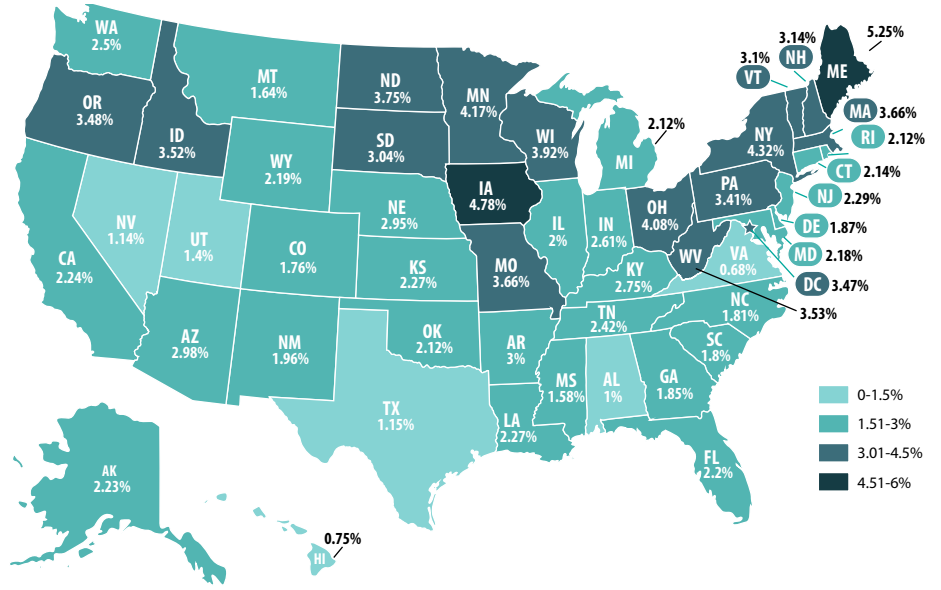 WA
2.5%
OR
3.48%
ID
3.52%
MT
1.64%
ND
3.75%
MN
4.17%
SD
3.04%
WI
3.92%
WY
2.19%
NV
1.14%
UT
1.4%
CA
2.24%
CO
1.76%
NE
2.95%
KS
2.27%
IA
4.78%
MO
3.66%
IL
2%
IN
2.61%
MI
2.12%
OH
4.08%
KY
2.75%
WV
3.53%
VA
0.68%
PA
3.41%
NY
4.32%
3.1%
VT
3.14%
NH
5.25%
ME
MA 3.66%
RI 2.12%
CT 2.14%
NJ 2.29%
DE 1.87%
MD 2.18%
DC 3.47%
NC
1.81%
SC
1.8%
TN
2.42%
AZ
2.98%
NM
1.96%
OK
2.12%
AR
3%
TX
1.15%
LA
2.27%
MS
1.58%
AL
1%
GA
1.85%
FL
2.2%
AK
2.23%
0.75%
HI
0-1.5%
1.51-3%
3.01-4.5%
4.51-6%